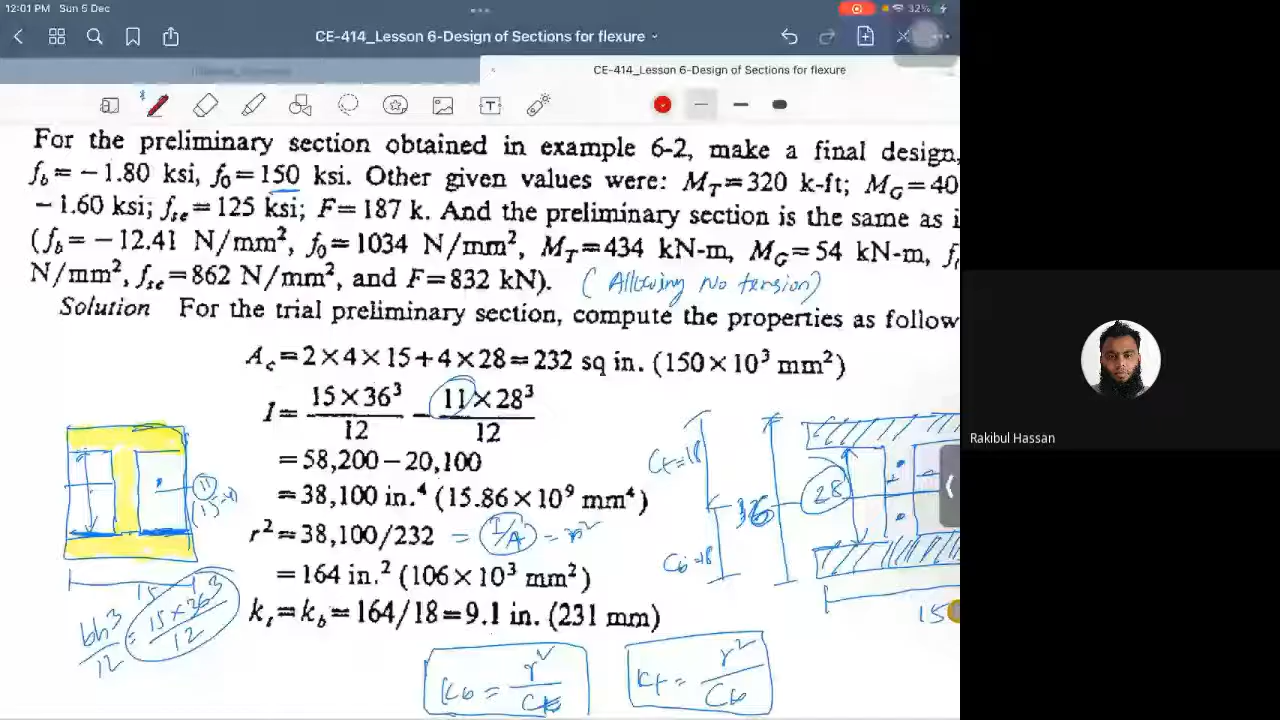 12:01 PM Sun 5 Dec
32%
CE-414_Lesson 6-Design of Sections for flexure
CE-414_Lesson 6-Design of Sections for flexure
For the preliminary section obtained in example 6-2, make a final design,
f_b = −1.80 ksi, f_0 = 150 ksi. Other given values were: M_T = 320 k-ft; M_G = 40
−1.60 ksi; f_se = 125 ksi; F = 187 k. And the preliminary section is the same as i
(f_b = −12.41 N/mm², f_0 = 1034 N/mm², M_T = 434 kN-m, M_G = 54 kN-m, f
N/mm², f_se = 862 N/mm², and F = 832 kN). (Allowing No tension)
Solution For the trial preliminary section, compute the properties as follow
A_c = 2×4×15+4×28 = 232 sq in. (150×10³ mm²)
I = 15×36³/12 − 11×28³/12
= 58,200 − 20,100
= 38,100 in.⁴ (15.86×10⁹ mm⁴)
r² = 38,100/232 = I/A = r²
= 164 in.² (106×10³ mm²)
k_t = k_b = 164/18 = 9.1 in. (231 mm)
11
15
bh³/12 = 15×36³/12
Ct=18
Cb=18
36
28
15
Kb = r²/Ct
Kt = r²/Cb
Rakibul Hassan